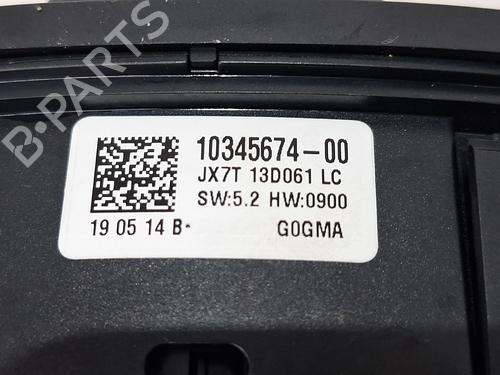 B-PARTS
10345674-00
JX7T 13D061 LC
SW:5.2 HW:0900
19 05 14 B*
G0GMA